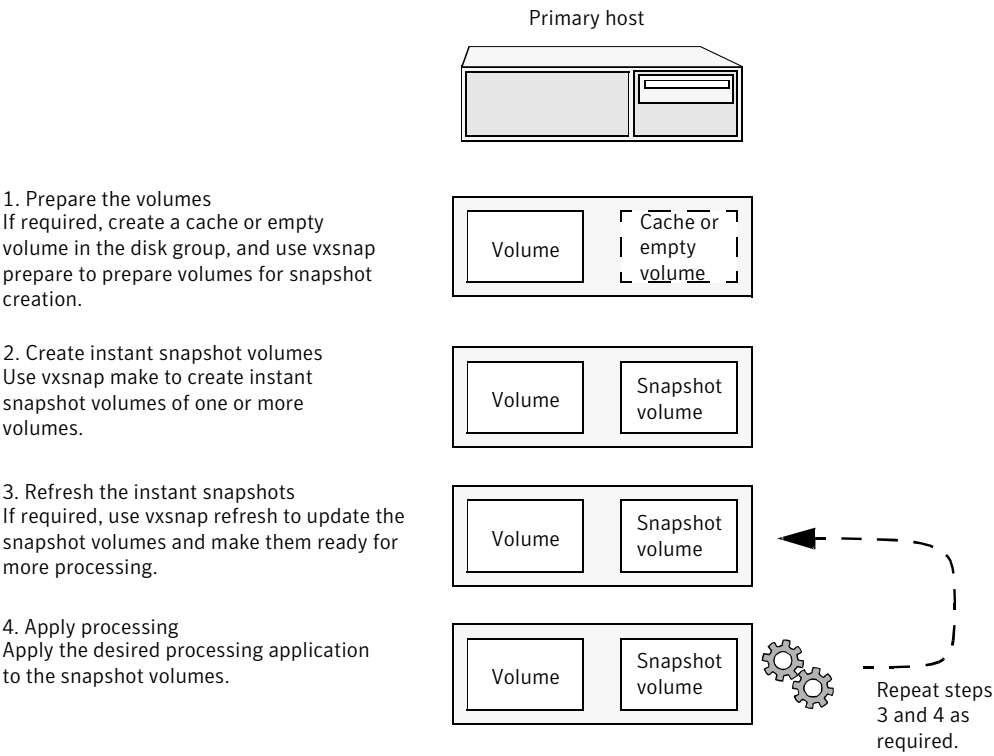 Primary host
1. Prepare the volumes
If required, create a cache or empty
volume in the disk group, and use vxsnap
prepare to prepare volumes for snapshot
creation.
Volume
Cache or
empty
volume
2. Create instant snapshot volumes
Use vxsnap make to create instant
snapshot volumes of one or more
volumes.
Volume
Snapshot
volume
3. Refresh the instant snapshots
If required, use vxsnap refresh to update the
snapshot volumes and make them ready for
more processing.
Volume
Snapshot
volume
4. Apply processing
Apply the desired processing application
to the snapshot volumes.
Volume
Snapshot
volume
Repeat steps
3 and 4 as
required.